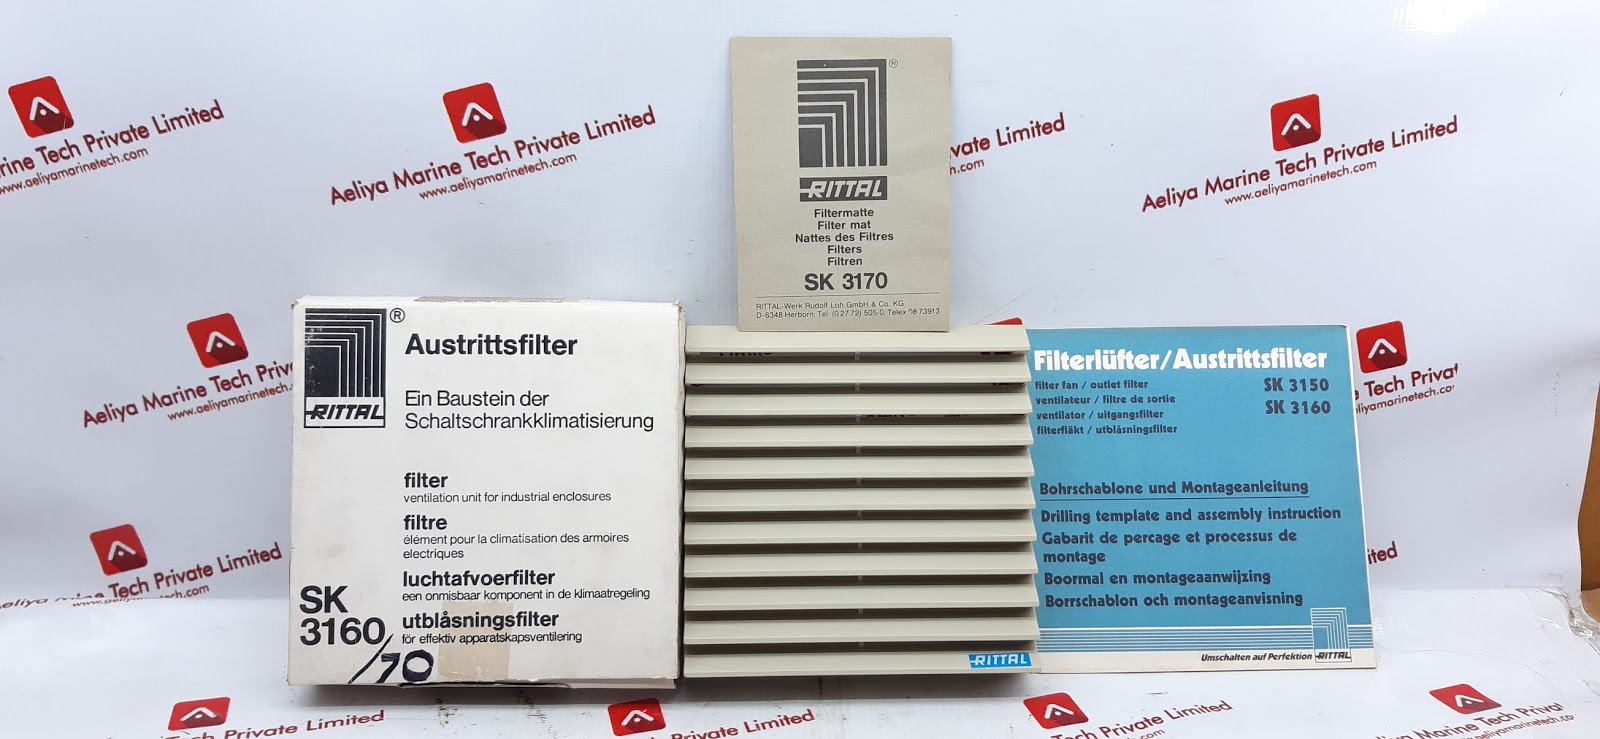 Aeliya Marine Tech Private Limited
www.aeliyamarinetech.com
®
RITTAL
Filtermatte
Filter mat
Nattes des Filtres
Filters
Filtren
SK 3170
RITTAL-Werk Rudolf Loh GmbH & Co. KG
D-6348 Herborn, Tel. (0 27 72) 505-0, Telex 08 73913
®
RITTAL
Austrittsfilter
Ein Baustein der
Schaltschrankklimatisierung
filter
ventilation unit for industrial enclosures
filtre
élément pour la climatisation des armoires
electriques
luchtafvoerfilter
een onmisbaar komponent in de klimaatregeling
utblåsningsfilter
för effektiv apparatskapsventilering
SK
3160
/70
RITTAL
Filterlüfter/Austrittsfilter
filter fan / outlet filter
ventilateur / filtre de sortie
ventilator / uitgangsfilter
filterfläkt / utblåsningsfilter
SK 3150
SK 3160
Bohrschablone und Montageanleitung
Drilling template and assembly instruction
Gabarit de percage et processus de
montage
Boormal en montageaanwijzing
Borrschablon och montageanvisning
Umschalten auf Perfektion
RITTAL